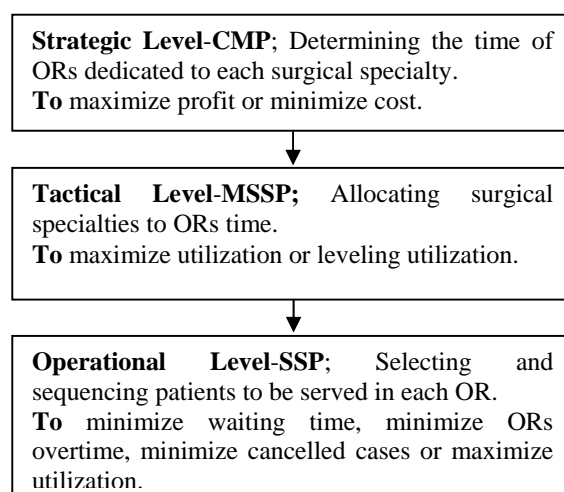 Strategic Level-CMP; Determining the time of
ORs dedicated to each surgical specialty.
To maximize profit or minimize cost.
Tactical Level-MSSP; Allocating surgical
specialties to ORs time.
To maximize utilization or leveling utilization.
Operational Level-SSP; Selecting and
sequencing patients to be served in each OR.
To minimize waiting time, minimize ORs
overtime, minimize cancelled cases or maximize
utilization.